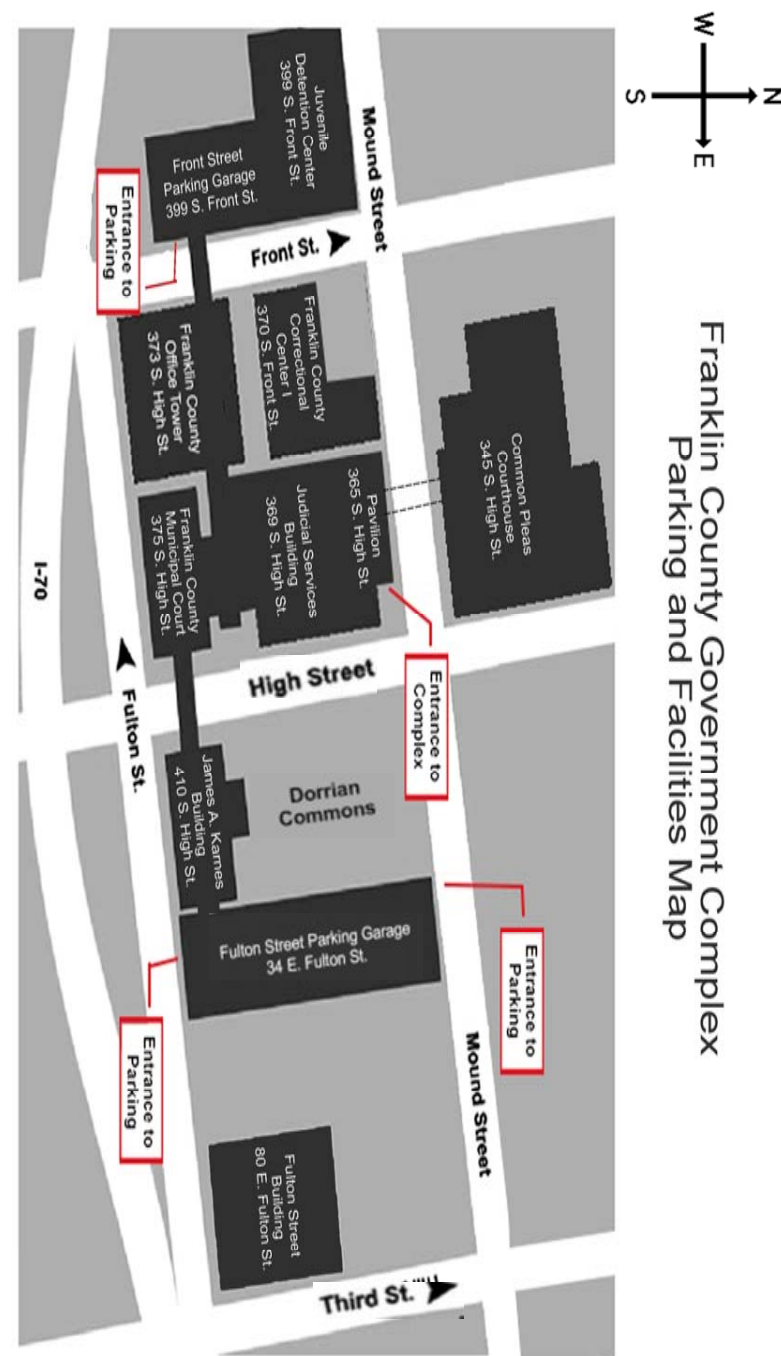 Franklin County Government Complex
Parking and Facilities Map
W
N
S
E
Juvenile
Detention Center
399 S. Front St.
Mound Street
Front Street
Parking Garage
399 S. Front St.
Entrance to
Parking
Front St.
Franklin County
Correctional
Center I
370 S. Front St.
Franklin County
Office Tower
373 S. High St.
Common Pleas
Courthouse
345 S. High St.
Pavilion
365 S. High St.
Judicial Services
Building
369 S. High St.
Franklin County
Municipal Court
375 S. High St.
I-70
Fulton St.
High Street
Entrance to
Complex
James A. Karnes
Building
410 S. High St.
Dorrian
Commons
Fulton Street Parking Garage
34 E. Fulton St.
Entrance to
Parking
Entrance to
Parking
Mound Street
Fulton Street
Building
80 E. Fulton St.
Third St.